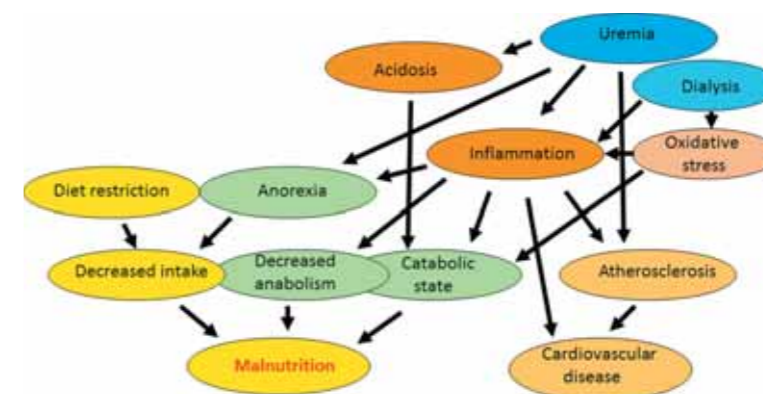 Uremia
Acidosis
Dialysis
Inflammation
Oxidative
stress
Diet restriction
Anorexia
Decreased intake
Decreased
anabolism
Catabolic
state
Atherosclerosis
Malnutrition
Cardiovascular
disease